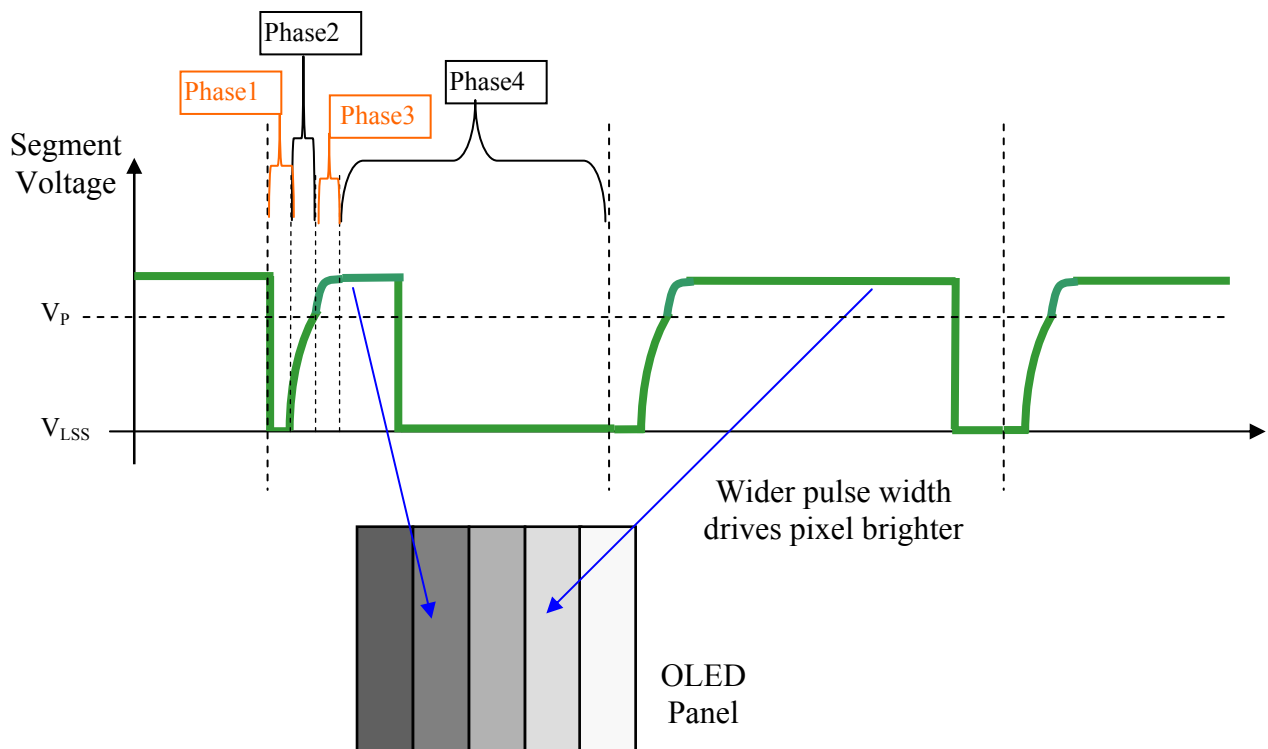 Phase2
Phase1
Phase3
Phase4
Segment
Voltage
VP
VLSS
Wider pulse width
drives pixel brighter
OLED
Panel